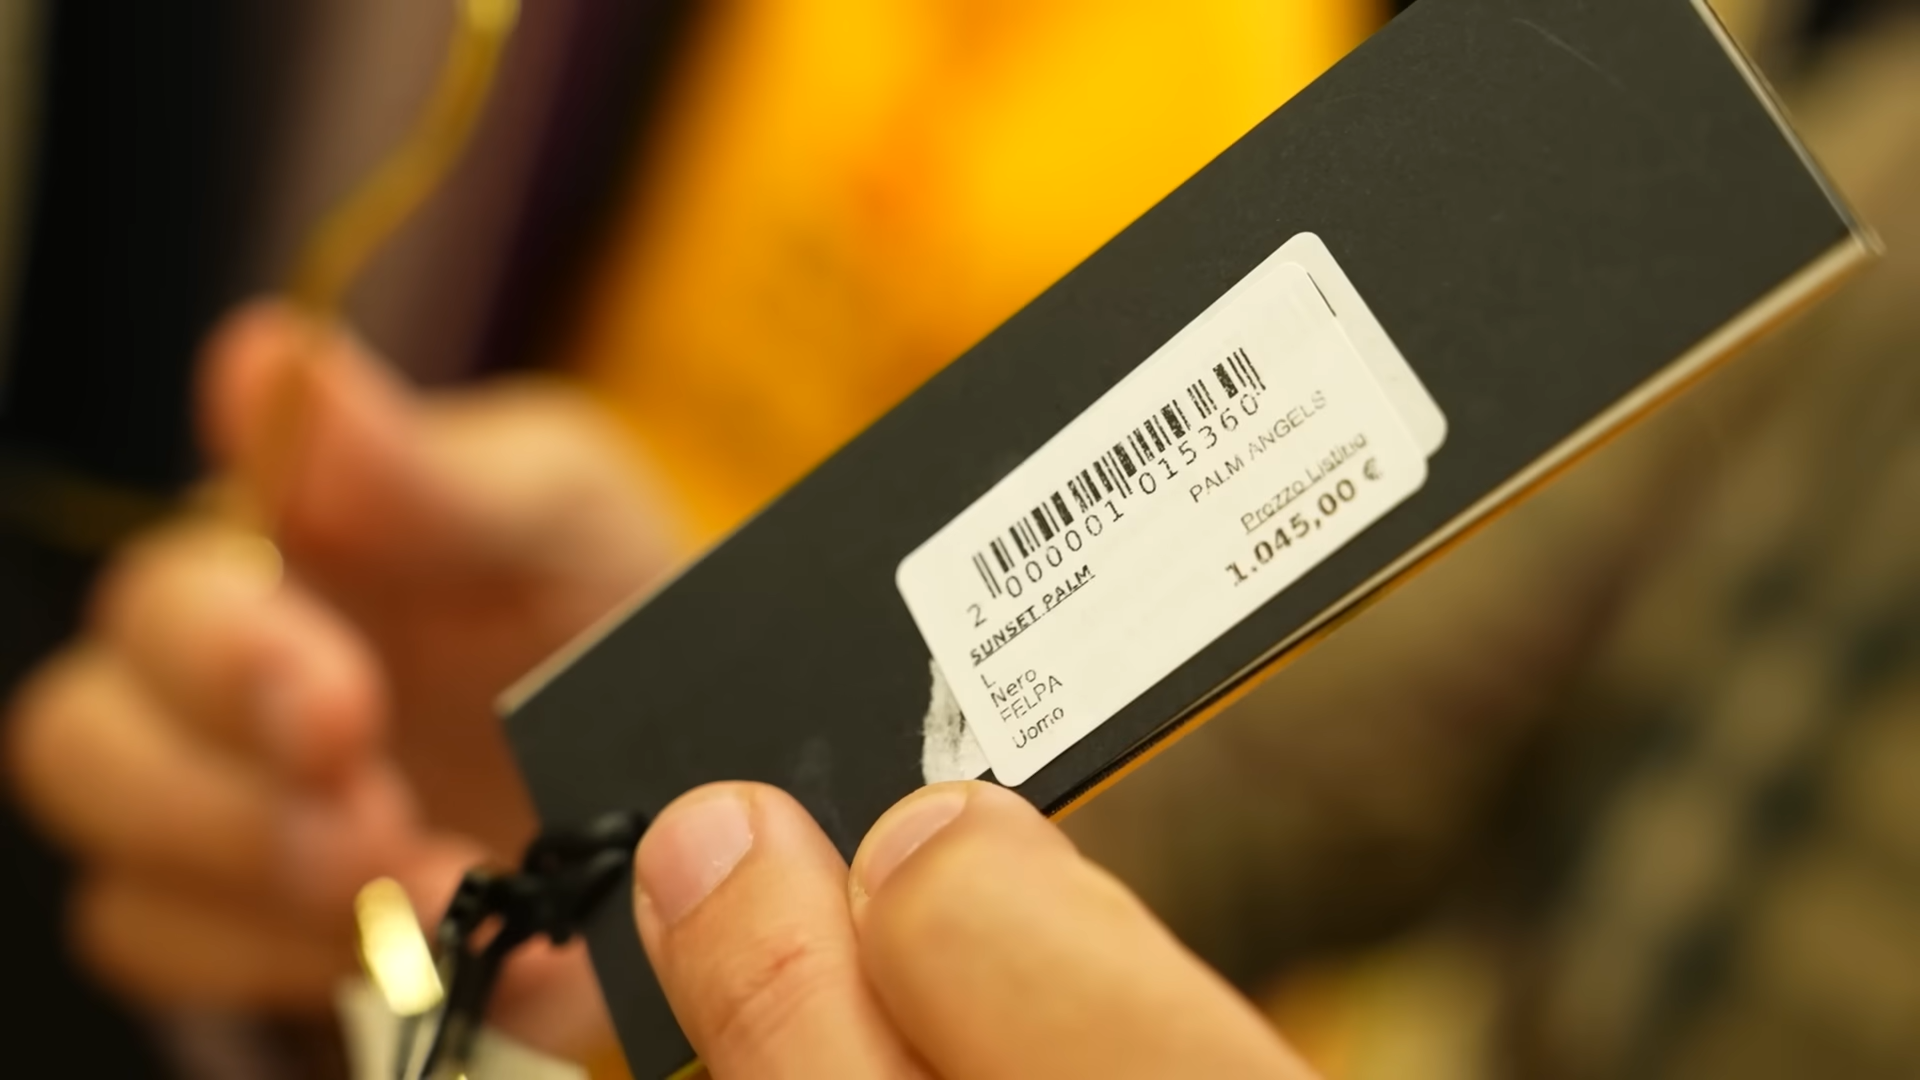 2 000001 015360
PALM ANGELS
SUNSET PALM
Prezzo Listino
1.045,00 €
L
Nero
FELPA
Uomo